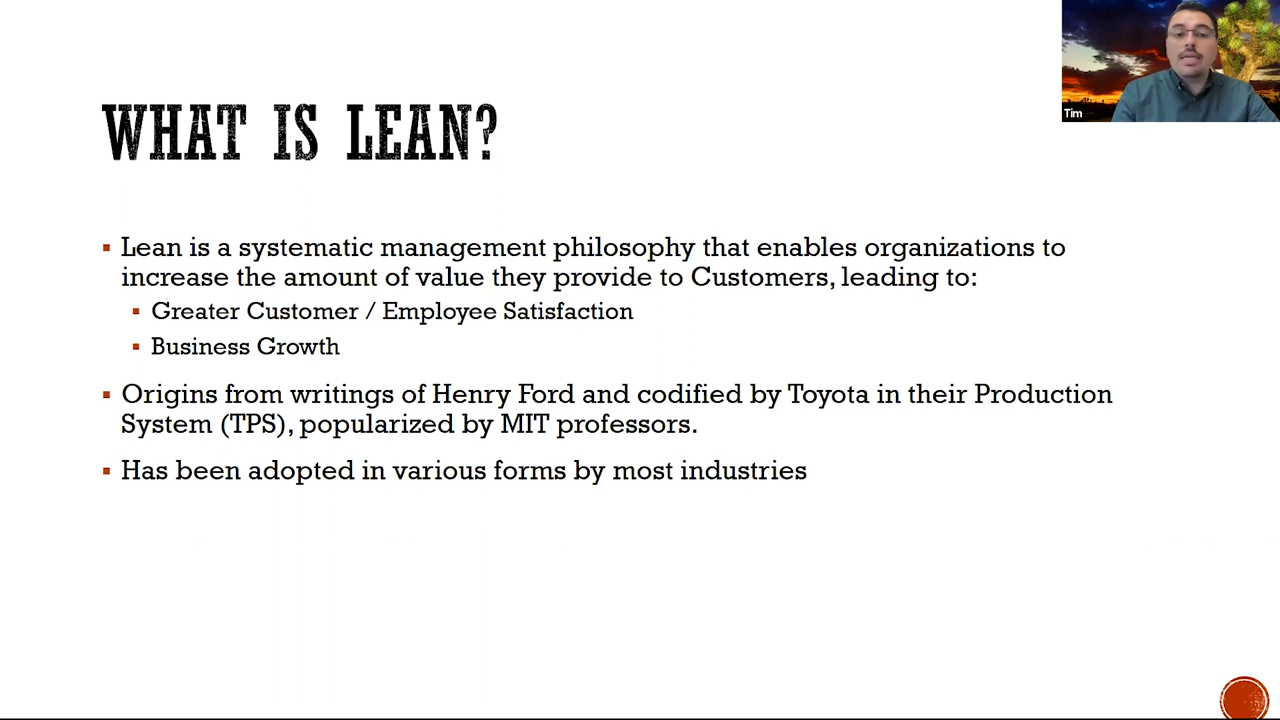 WHAT IS LEAN?
Lean is a systematic management philosophy that enables organizations to
increase the amount of value they provide to Customers, leading to:
Greater Customer / Employee Satisfaction
Business Growth
Origins from writings of Henry Ford and codified by Toyota in their Production
System (TPS), popularized by MIT professors.
Has been adopted in various forms by most industries
Tim